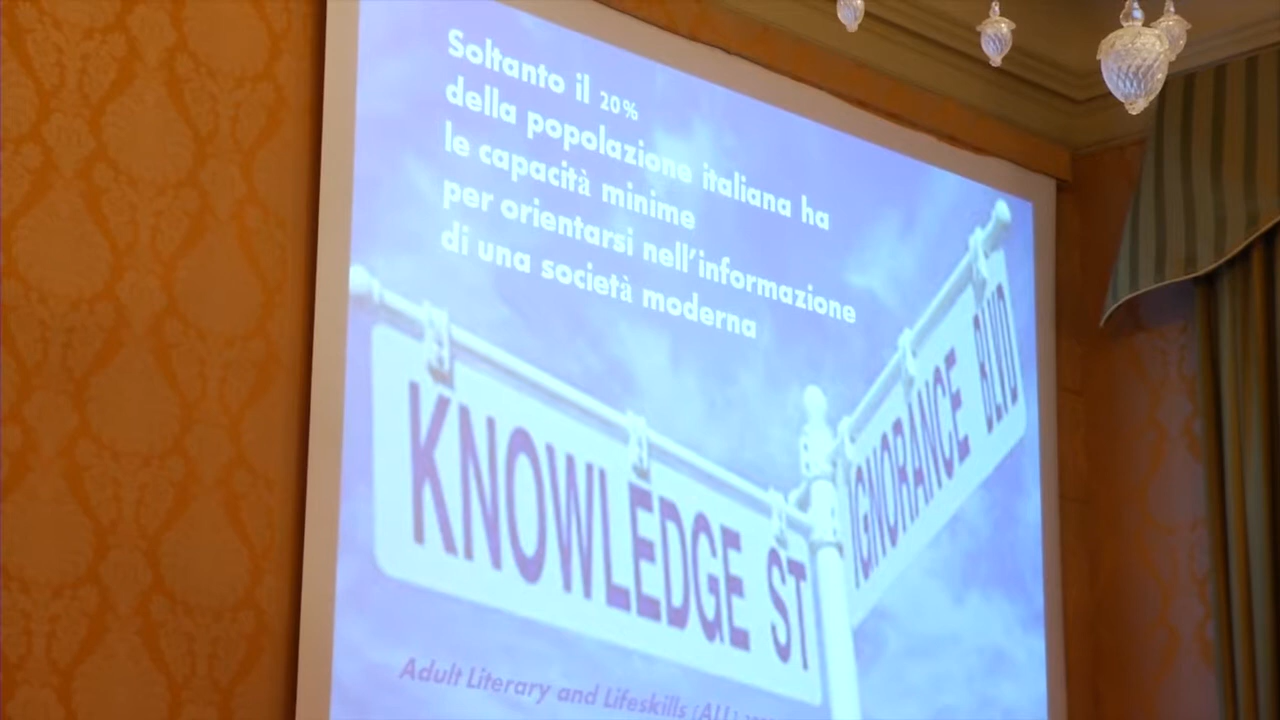 Soltanto il 20%
della popolazione italiana ha
le capacità minime
per orientarsi nell'informazione
di una società moderna
KNOWLEDGE ST
IGNORANCE BLVD
Adult Literary and Lifeskills (ALL)